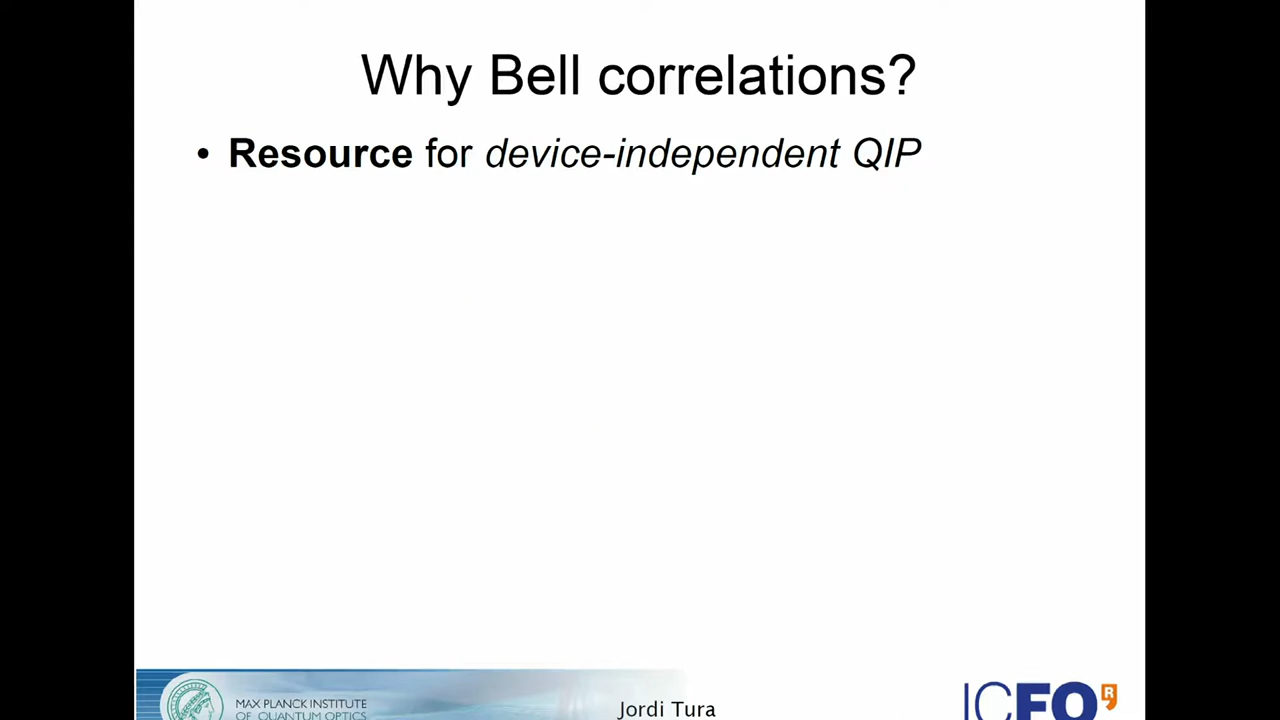 Why Bell correlations?
• Resource for device-independent QIP
MAX PLANCK INSTITUTE
OF QUANTUM OPTICS
Jordi Tura
ICFO R